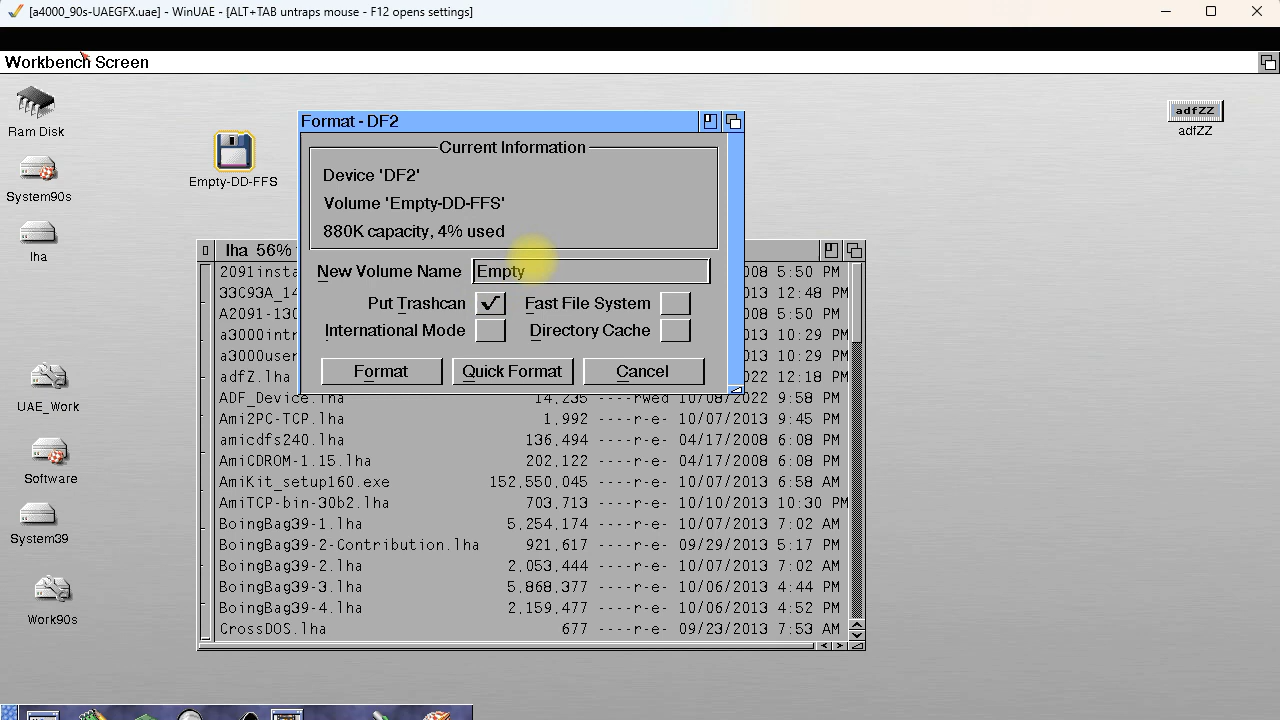 [a4000_90s-UAEGFX.uae] - WinUAE - [ALT+TAB untraps mouse - F12 opens settings]
Workbench Screen
Ram Disk
System90s
lha
UAE_Work
Software
System39
Work90s
Empty-DD-FFS
adfZZ
adfZZ
Format - DF2
Current Information
Device 'DF2'
Volume 'Empty-DD-FFS'
880K capacity, 4% used
New Volume Name Empty
Put Trashcan Fast File System
International Mode Directory Cache
Format Quick Format Cancel
lha 56%
2091insta 008 5:50 PM
33C93A_14 013 12:48 PM
A2091-130 008 5:50 PM
a3000intr 013 10:29 PM
a3000user 013 10:29 PM
adfZ.lha 022 12:18 PM
ADF_Device.lha 14,235 ----rwed 10/08/2022 9:58 PM
Ami2PC-TCP.lha 1,992 ----r-e- 10/07/2013 9:45 PM
amicdfs240.lha 136,494 ----r-e- 04/17/2008 6:08 PM
AmiCDROM-1.15.lha 202,122 ----r-e- 04/17/2008 6:08 PM
AmiKit_setup160.exe 152,550,045 ----r-e- 10/07/2013 6:58 AM
AmiTCP-bin-30b2.lha 703,713 ----r-e- 10/10/2013 10:30 PM
BoingBag39-1.lha 5,254,174 ----r-e- 10/07/2013 7:02 AM
BoingBag39-2-Contribution.lha 921,617 ----r-e- 09/29/2013 5:17 PM
BoingBag39-2.lha 2,053,444 ----r-e- 10/07/2013 7:02 AM
BoingBag39-3.lha 5,868,377 ----r-e- 10/06/2013 4:44 PM
BoingBag39-4.lha 2,159,477 ----r-e- 10/06/2013 4:52 PM
CrossDOS.lha 677 ----r-e- 09/23/2013 7:53 AM